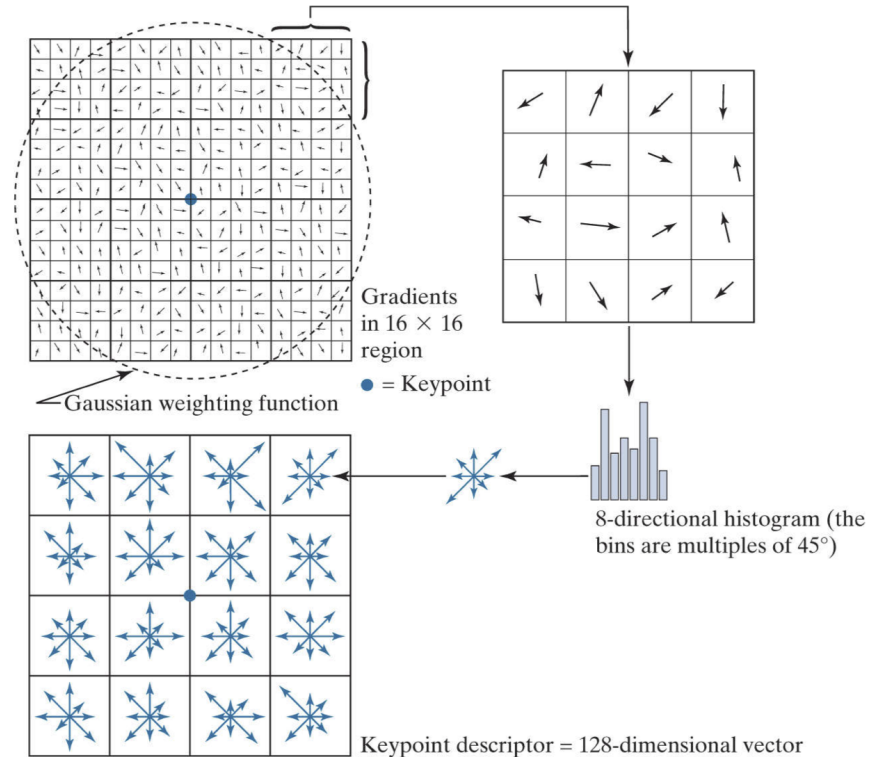 Gradients
in 16 × 16
region
● = Keypoint
Gaussian weighting function
8-directional histogram (the
bins are multiples of 45°)
Keypoint descriptor = 128-dimensional vector